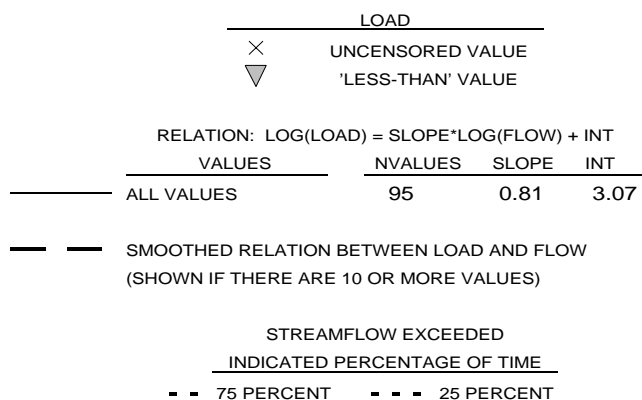 LOAD
UNCENSORED VALUE
'LESS-THAN' VALUE
RELATION: LOG(LOAD) = SLOPE*LOG(FLOW) + INT
VALUES NVALUES SLOPE INT
ALL VALUES 95 0.81 3.07
SMOOTHED RELATION BETWEEN LOAD AND FLOW
(SHOWN IF THERE ARE 10 OR MORE VALUES)
STREAMFLOW EXCEEDED
INDICATED PERCENTAGE OF TIME
75 PERCENT 25 PERCENT